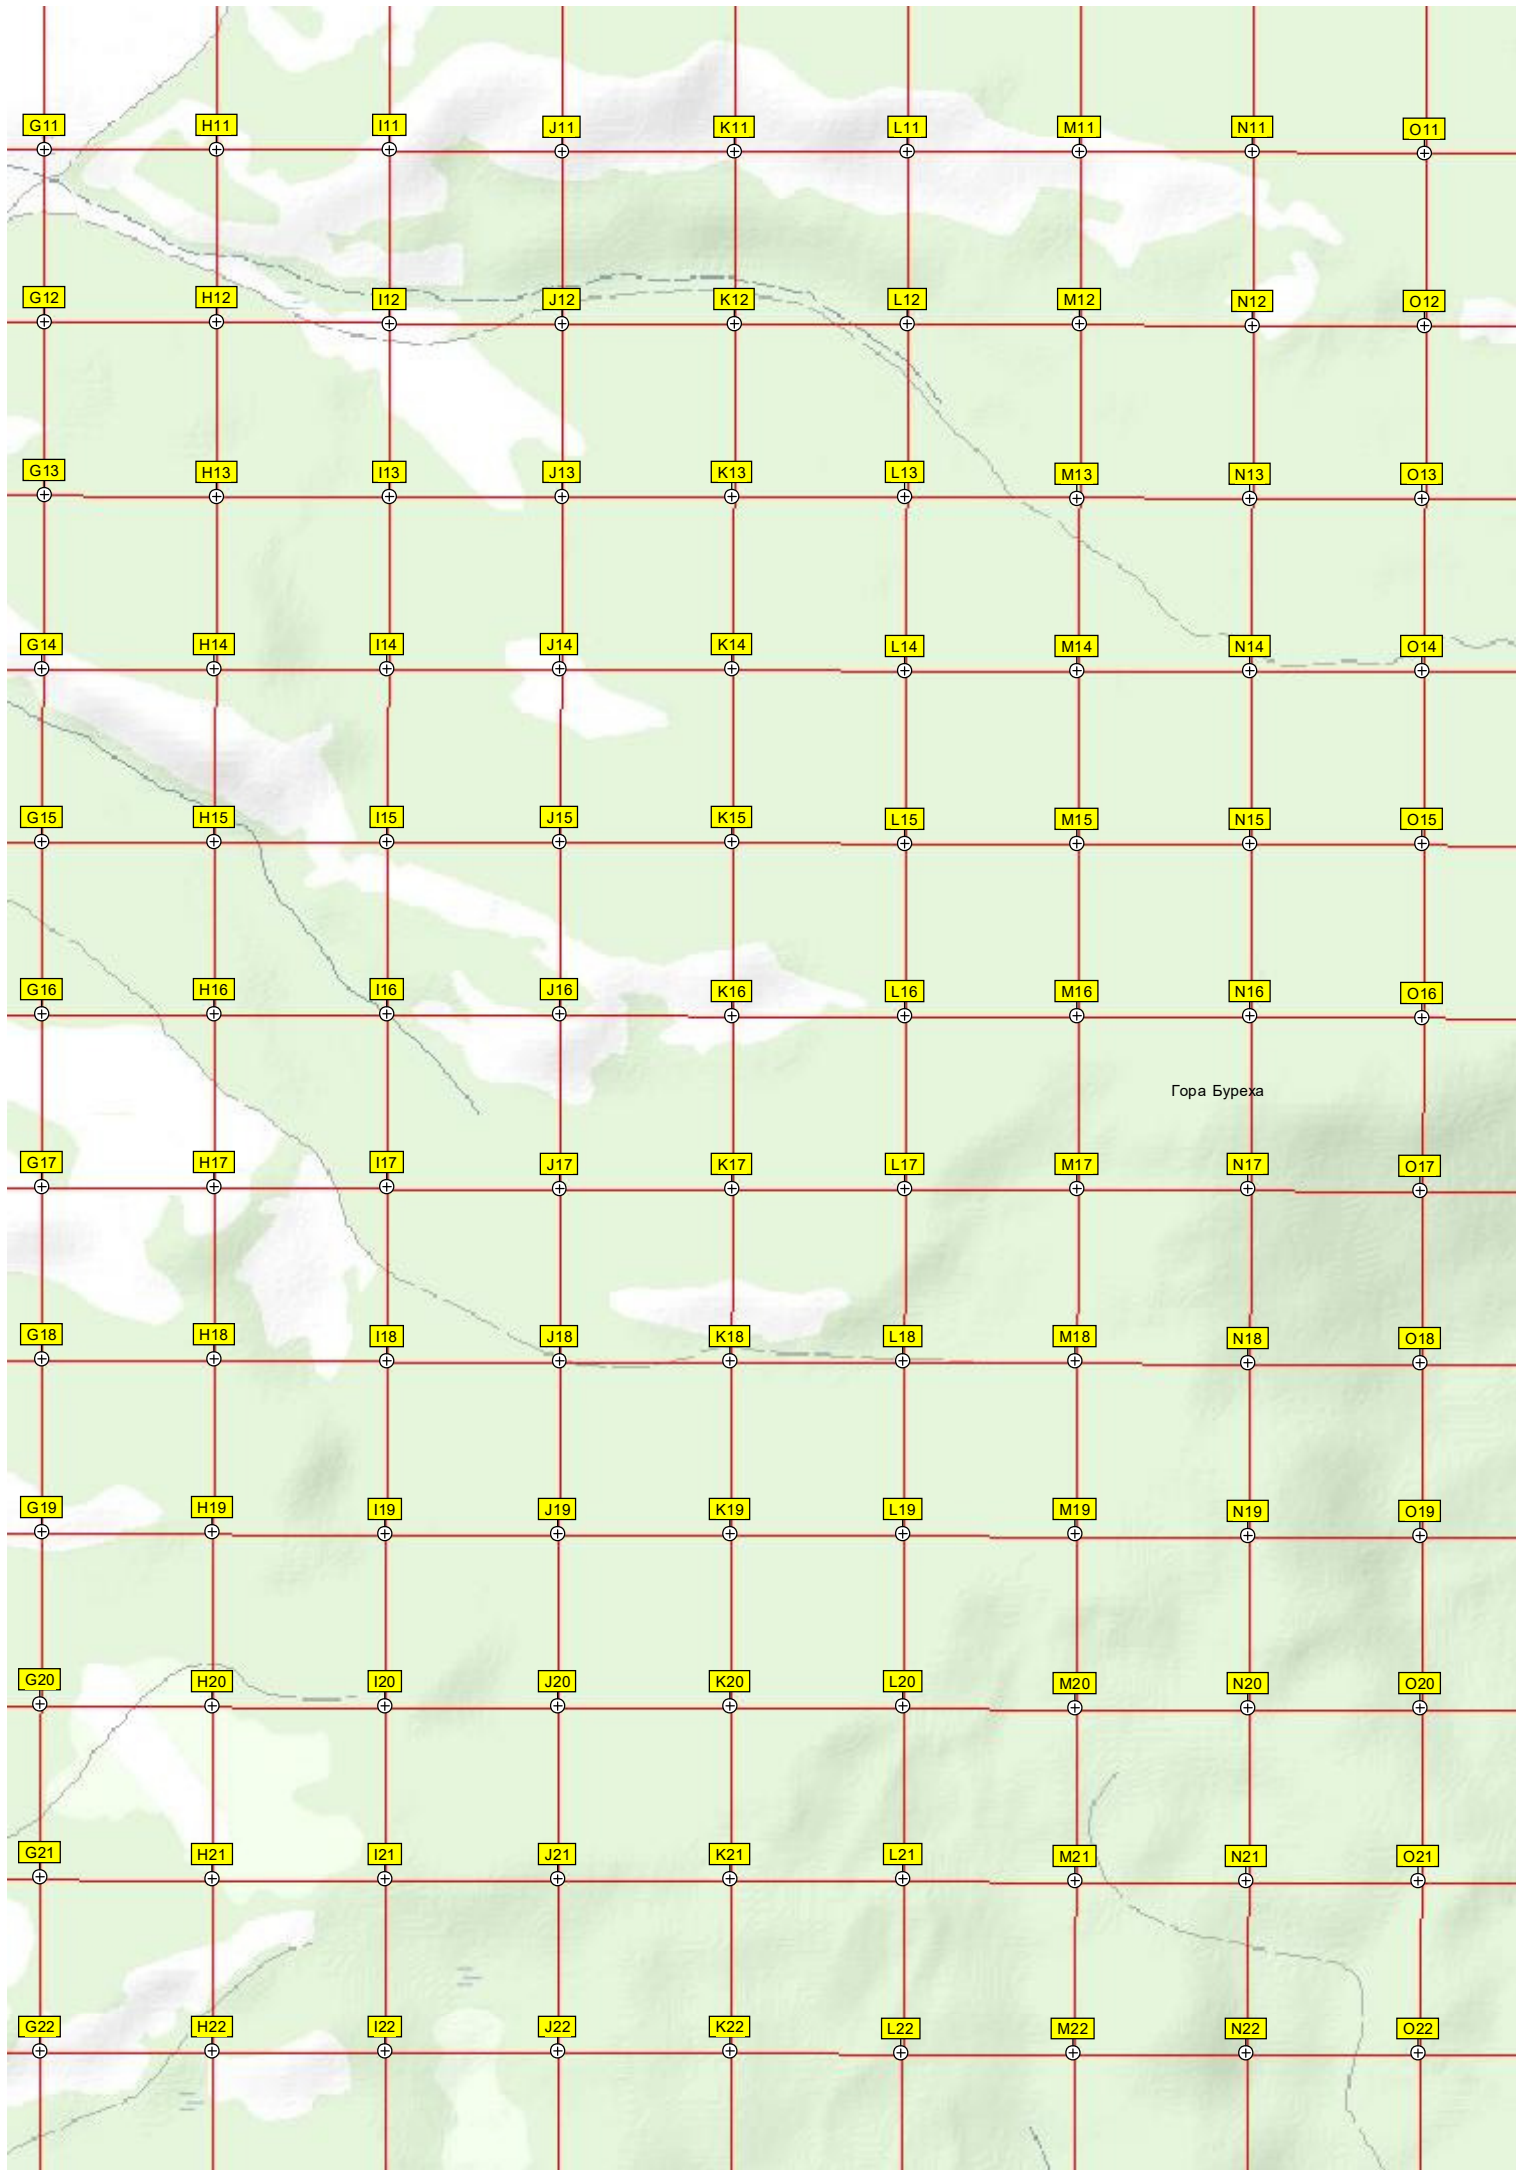 G11 H11 I11 J11 K11 L11 M11 N11 O11
G12 H12 I12 J12 K12 L12 M12 N12 O12
G13 H13 I13 J13 K13 L13 M13 N13 O13
G14 H14 I14 J14 K14 L14 M14 N14 O14
G15 H15 I15 J15 K15 L15 M15 N15 O15
G16 H16 I16 J16 K16 L16 M16 N16 O16
Гора Буреха
G17 H17 I17 J17 K17 L17 M17 N17 O17
G18 H18 I18 J18 K18 L18 M18 N18 O18
G19 H19 I19 J19 K19 L19 M19 N19 O19
G20 H20 I20 J20 K20 L20 M20 N20 O20
G21 H21 I21 J21 K21 L21 M21 N21 O21
G22 H22 I22 J22 K22 L22 M22 N22 O22